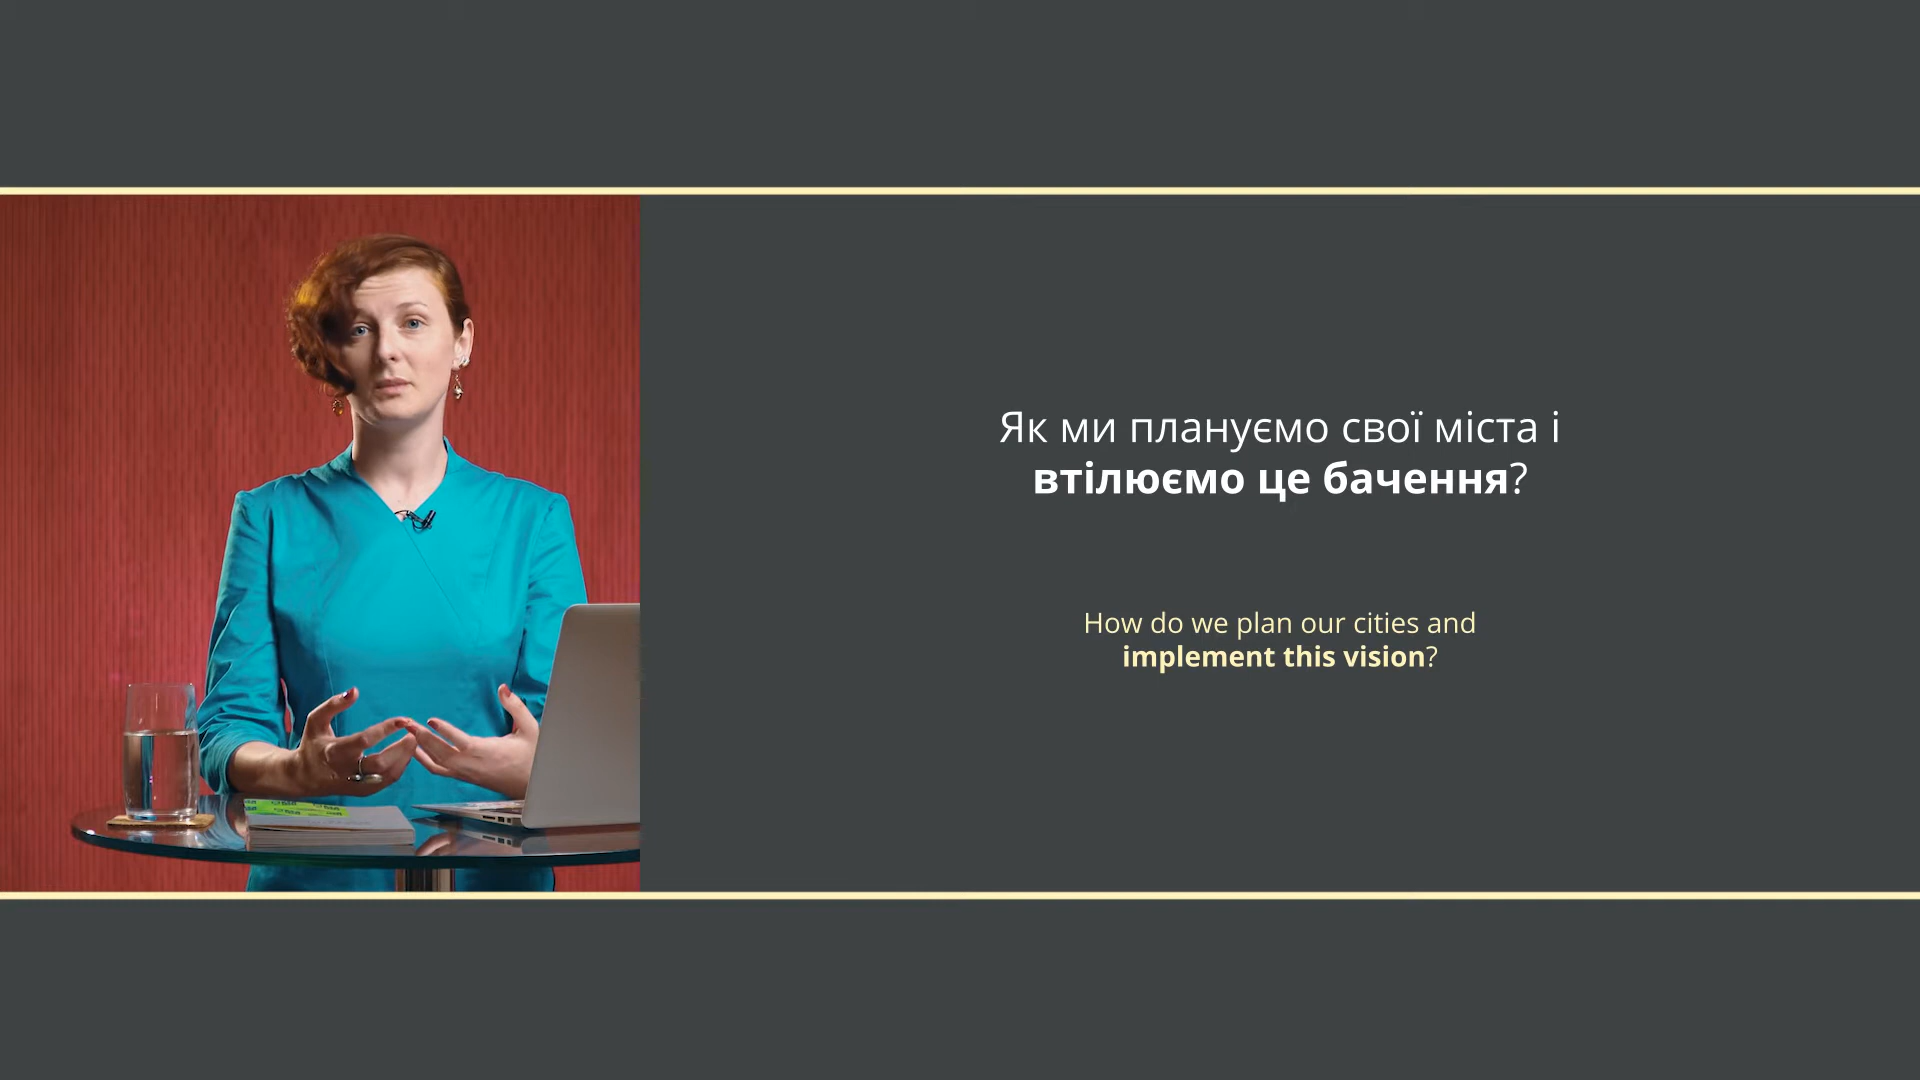 Як ми плануємо свої міста і
втілюємо це бачення?
How do we plan our cities and
implement this vision?